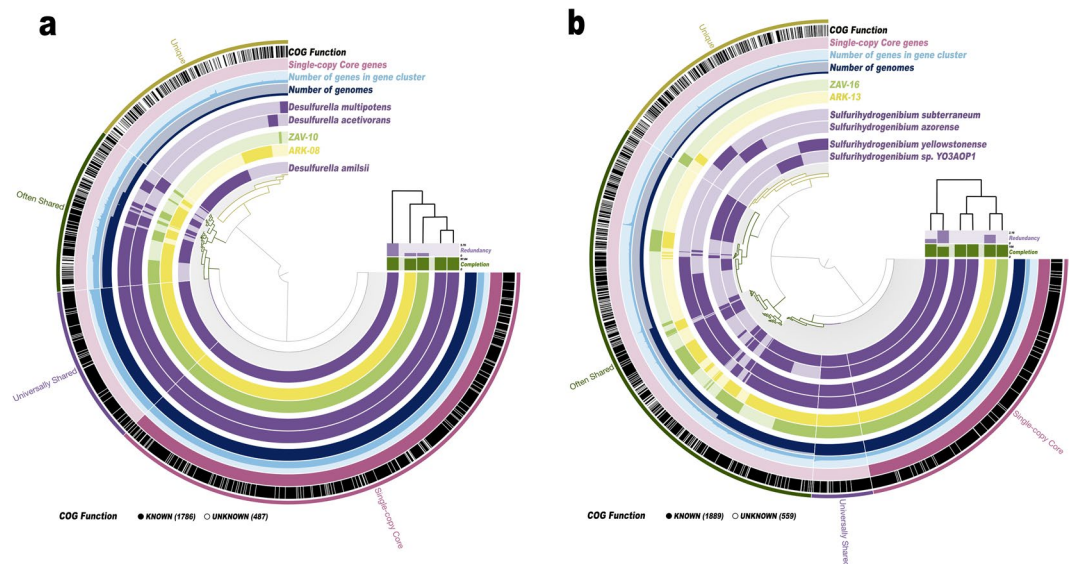 a
Unique
COG Function
Single-copy Core genes
Number of genes in gene cluster
Number of genomes
Desulfurella multipotens
Desulfurella acetivorans
ZAV-10
ARK-08
Desulfurella amilsii
Often Shared
Redundancy
Completion
Universally Shared
Single-copy Core
COG Function KNOWN (1786) UNKNOWN (487)
b
Unique
COG Function
Single-copy Core genes
Number of genes in gene cluster
Number of genomes
ZAV-16
ARK-13
Sulfurihydrogenibium subterraneum
Sulfurihydrogenibium azorense
Sulfurihydrogenibium yellowstonense
Sulfurihydrogenibium sp. YO3AOP1
Redundancy
Completion
Often Shared
Single-copy Core
Universally Shared
COG Function KNOWN (1889) UNKNOWN (559)